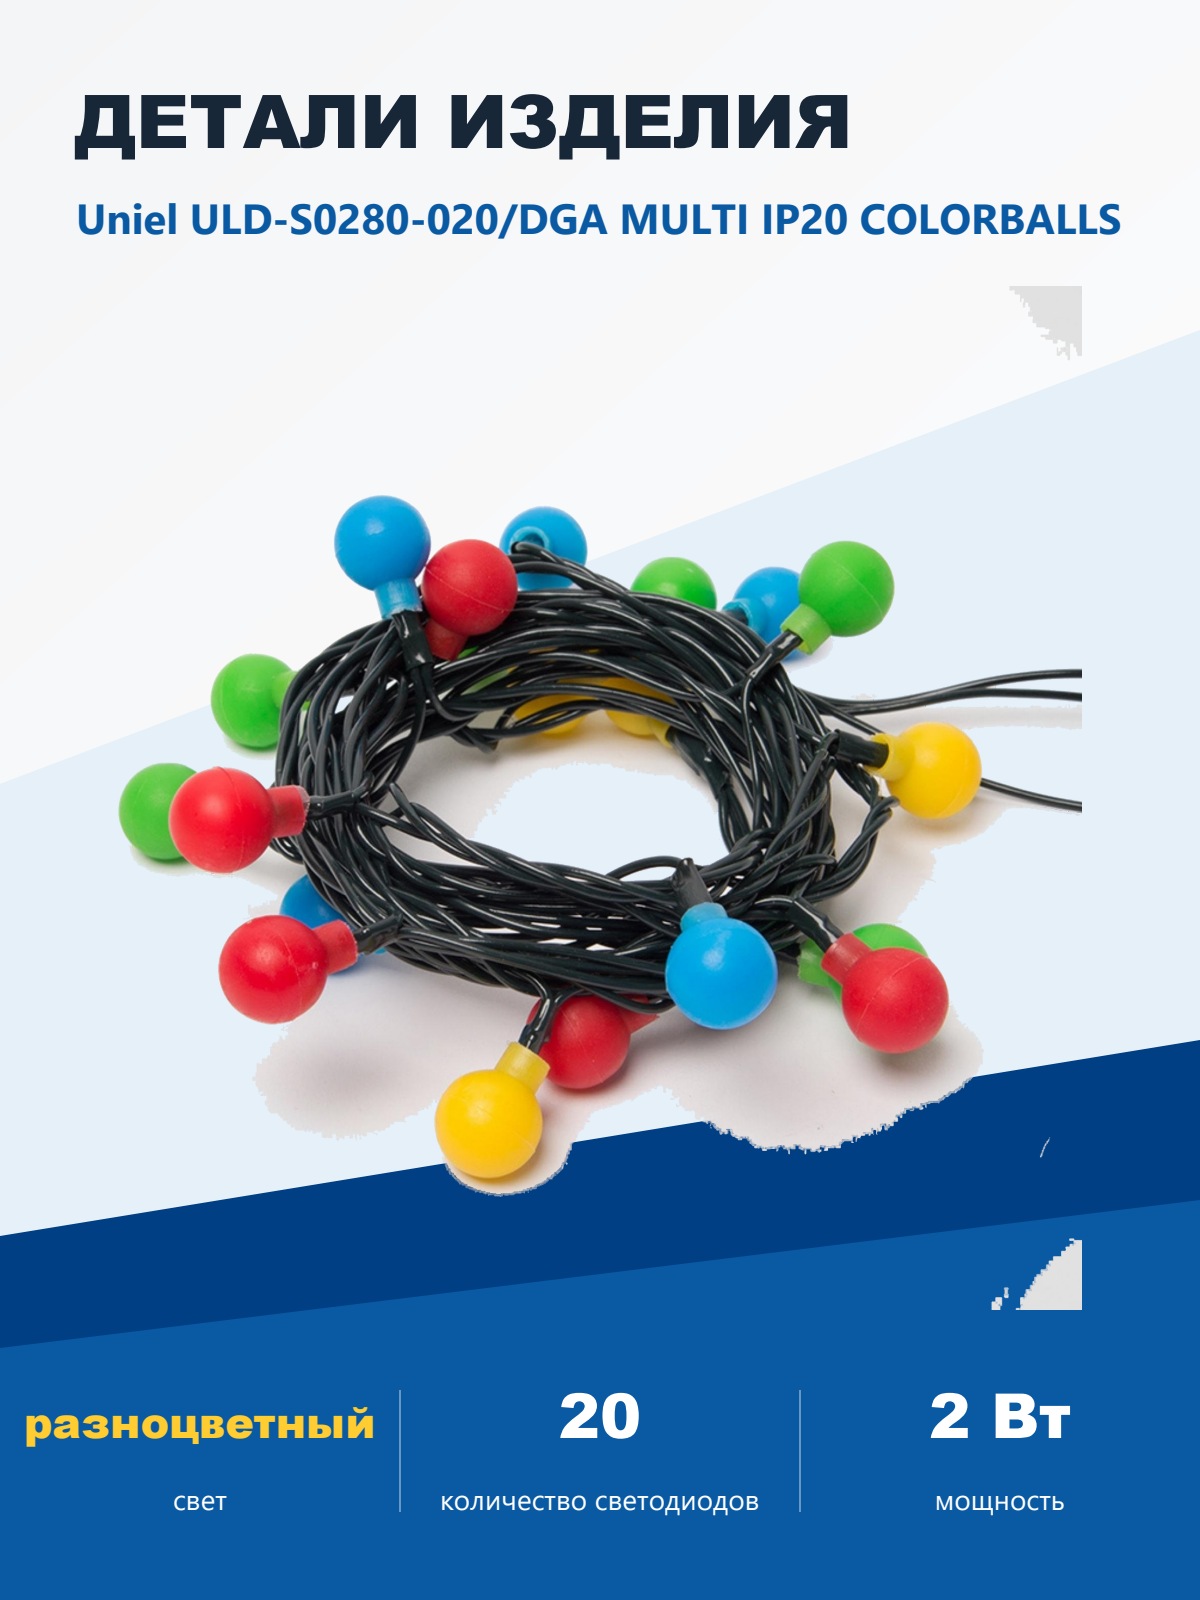 ДЕТАЛИ ИЗДЕЛИЯ
Uniel ULD-S0280-020/DGA MULTI IP20 COLORBALLS
разноцветный
свет
20
количество светодиодов
2 Вт
мощность